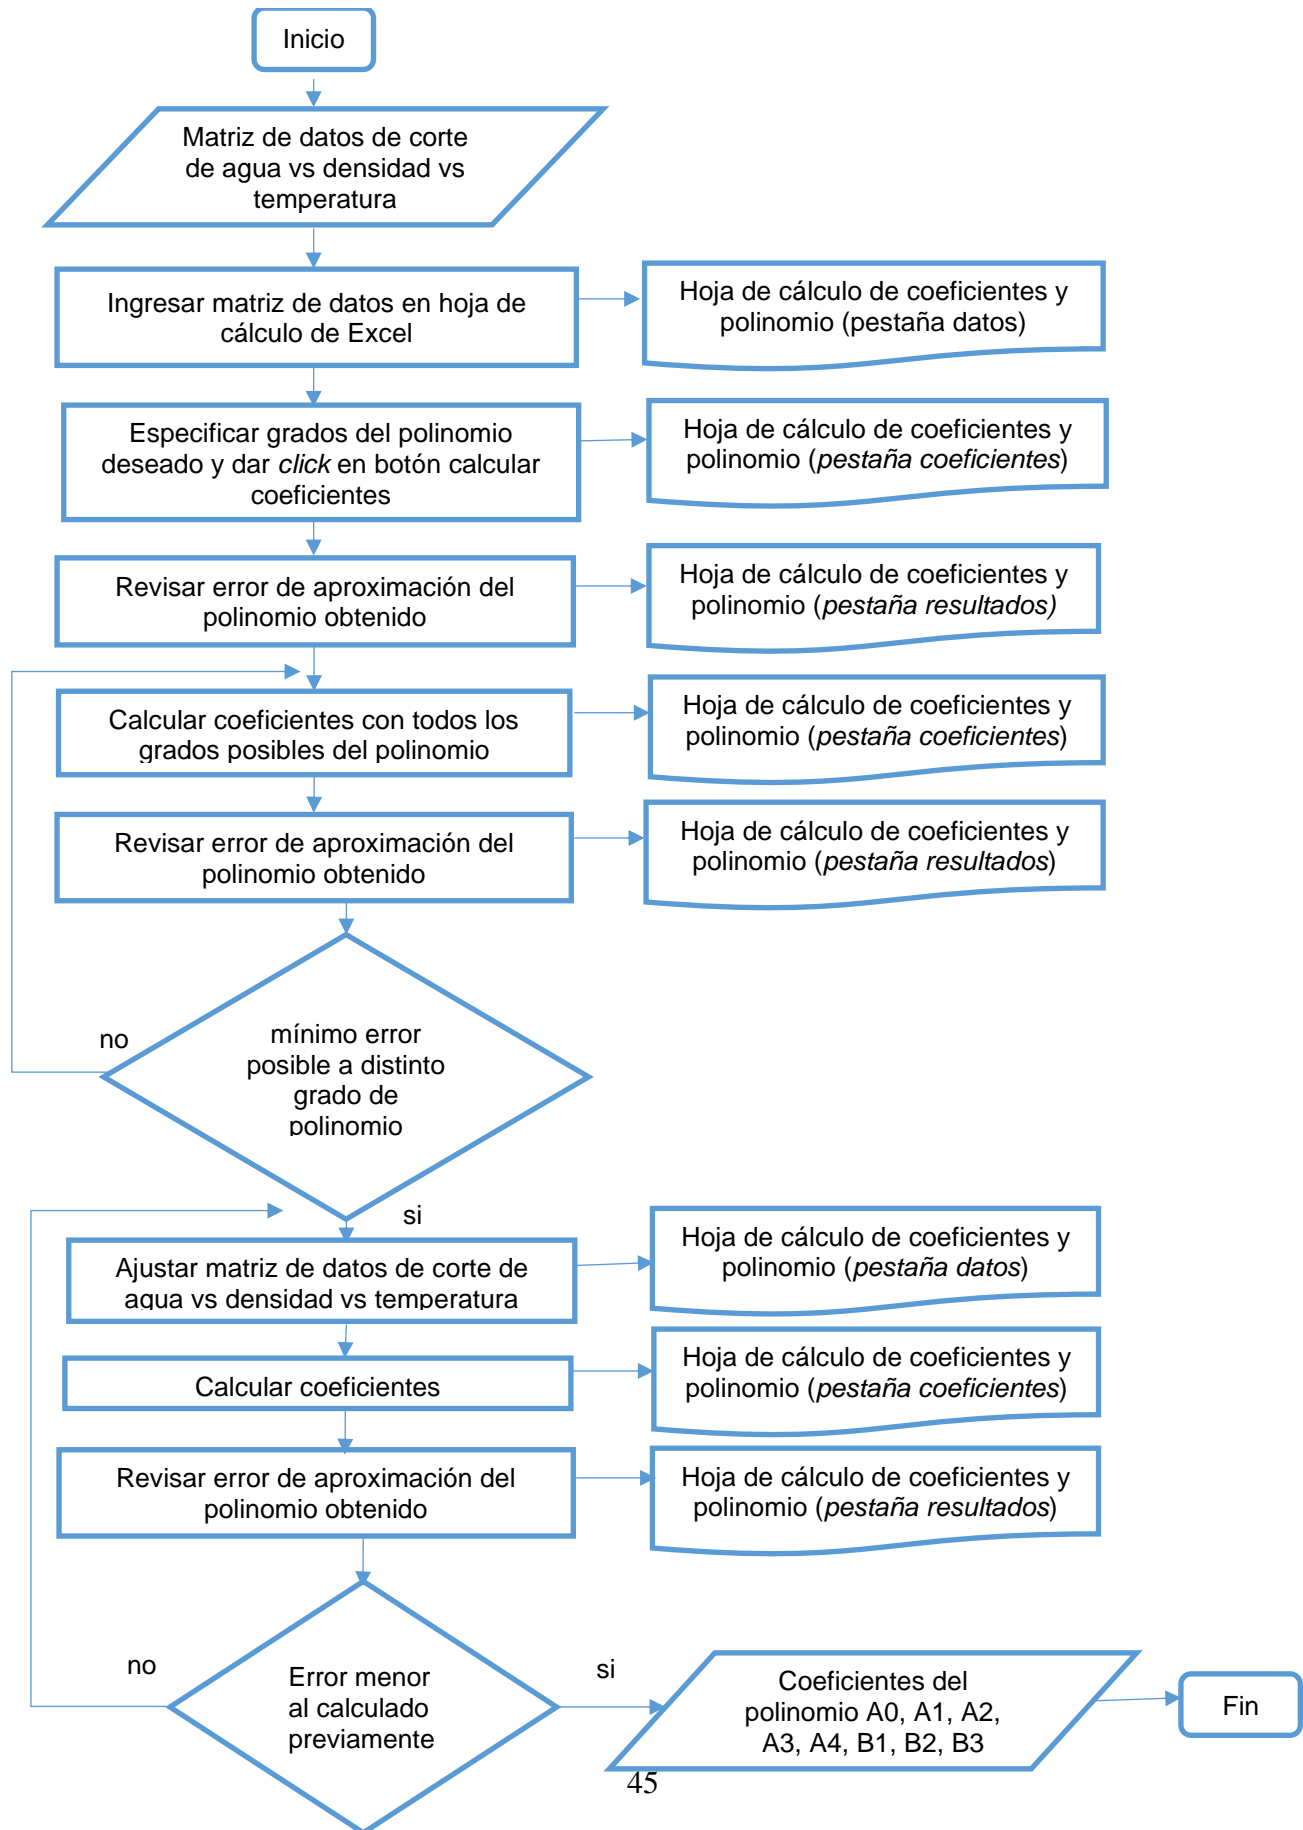 Inicio
Matriz de datos de corte
de agua vs densidad vs
temperatura
Ingresar matriz de datos en hoja de
cálculo de Excel
Hoja de cálculo de coeficientes y
polinomio (pestaña datos)
Especificar grados del polinomio
deseado y dar click en botón calcular
coeficientes
Hoja de cálculo de coeficientes y
polinomio (pestaña coeficientes)
Revisar error de aproximación del
polinomio obtenido
Hoja de cálculo de coeficientes y
polinomio (pestaña resultados)
Calcular coeficientes con todos los
grados posibles del polinomio
Hoja de cálculo de coeficientes y
polinomio (pestaña coeficientes)
Revisar error de aproximación del
polinomio obtenido
Hoja de cálculo de coeficientes y
polinomio (pestaña resultados)
no
mínimo error
posible a distinto
grado de
polinomio
si
Ajustar matriz de datos de corte de
agua vs densidad vs temperatura
Hoja de cálculo de coeficientes y
polinomio (pestaña datos)
Calcular coeficientes
Hoja de cálculo de coeficientes y
polinomio (pestaña coeficientes)
Revisar error de aproximación del
polinomio obtenido
Hoja de cálculo de coeficientes y
polinomio (pestaña resultados)
no
Error menor
al calculado
previamente
si
Coeficientes del
polinomio A0, A1, A2,
A3, A4, B1, B2, B3
Fin
45